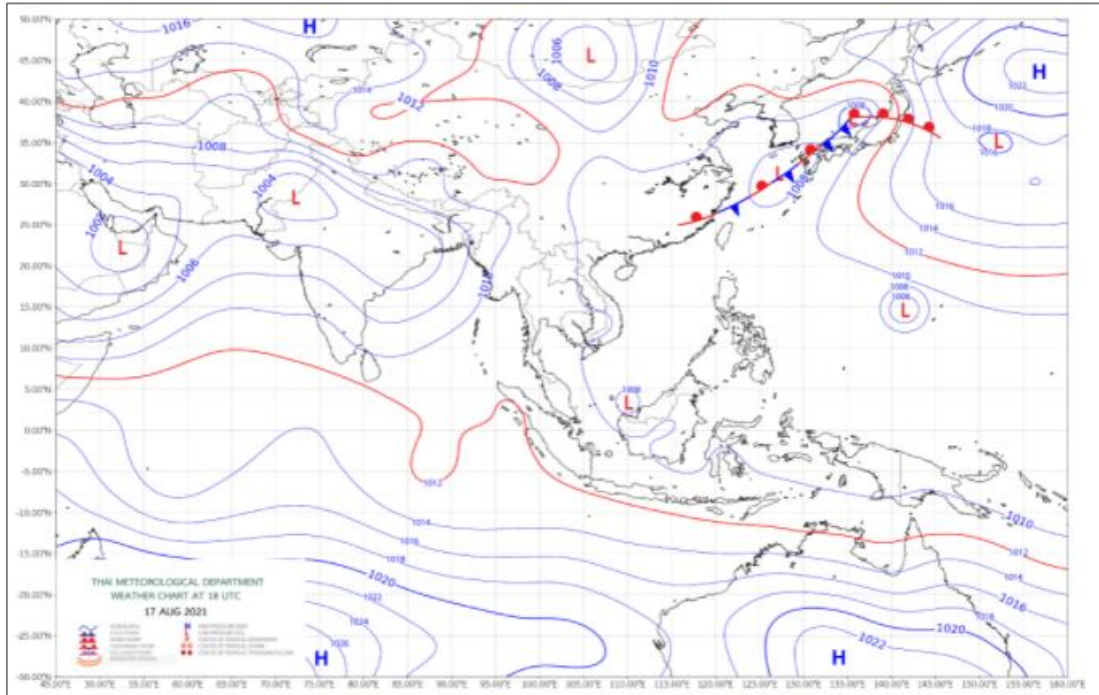 1016
H
1006
L
1008
1010
H
1022
1020
45.00°N
1014
1012
40.00°N
1008
1018
L
1016
35.00°N
1008
1004
1004
L
L
1008
30.00°N
1016
1002
L
1014
25.00°N
1012
1006
1010
1010
20.00°N
1010
1008
1006
L
15.00°N
10.00°N
5.00°N
1008
L
0.00°N
-5.00°N
1012
1014
1010
-10.00°N
1016
1012
1018
-15.00°N
1014
1020
1016
THAI METEOROLOGICAL DEPARTMENT
WEATHER CHART AT 18 UTC
17 AUG 2021
H
L
1022
1018
-20.00°N
1024
1020
1022
-25.00°N
1026
H
H
-30.00°N
45.00°E 50.00°E 55.00°E 60.00°E 65.00°E 70.00°E 75.00°E 80.00°E 85.00°E 90.00°E 95.00°E 100.00°E 105.00°E 110.00°E 115.00°E 120.00°E 125.00°E 130.00°E 135.00°E 140.00°E 145.00°E 150.00°E 155.00°E 160.00°E